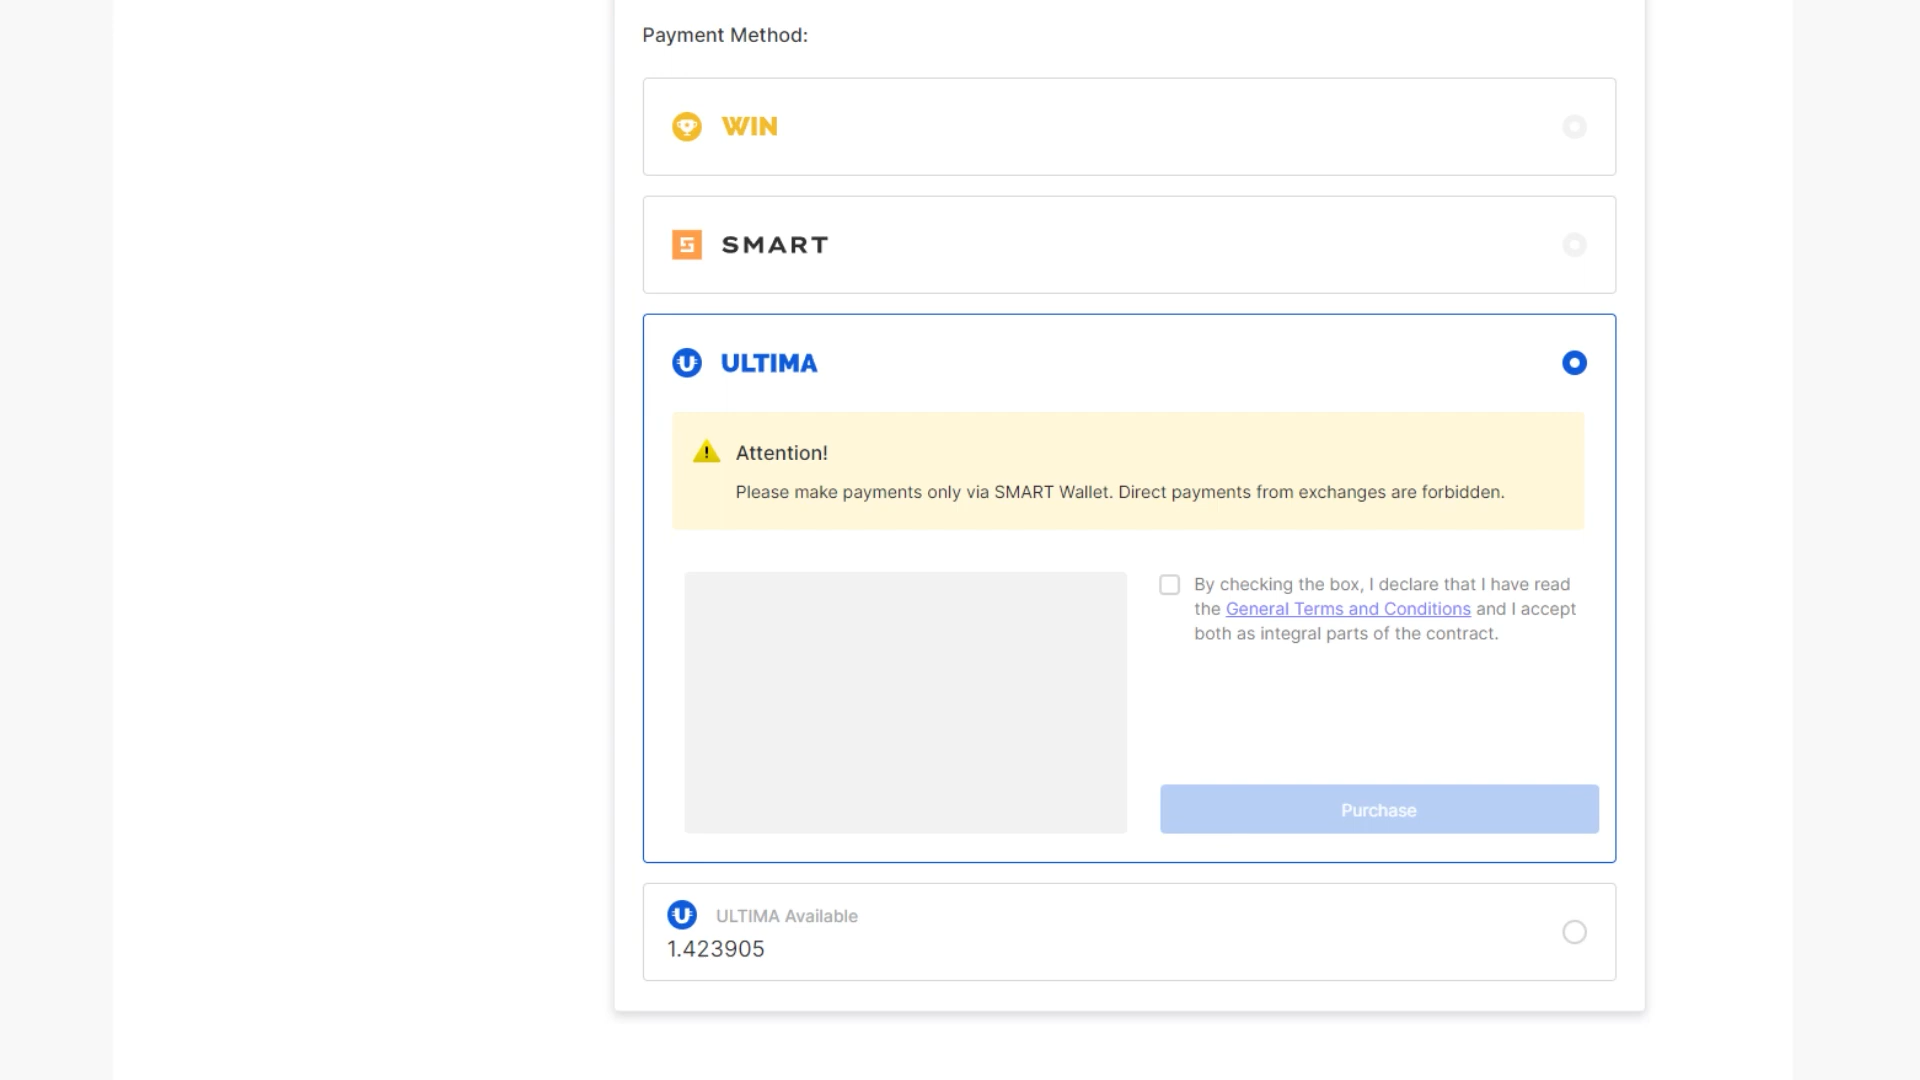 Payment Method:
WIN
SMART
ULTIMA
Attention!
Please make payments only via SMART Wallet. Direct payments from exchanges are forbidden.
By checking the box, I declare that I have read
the General Terms and Conditions and I accept
both as integral parts of the contract.
Purchase
ULTIMA Available
1.423905